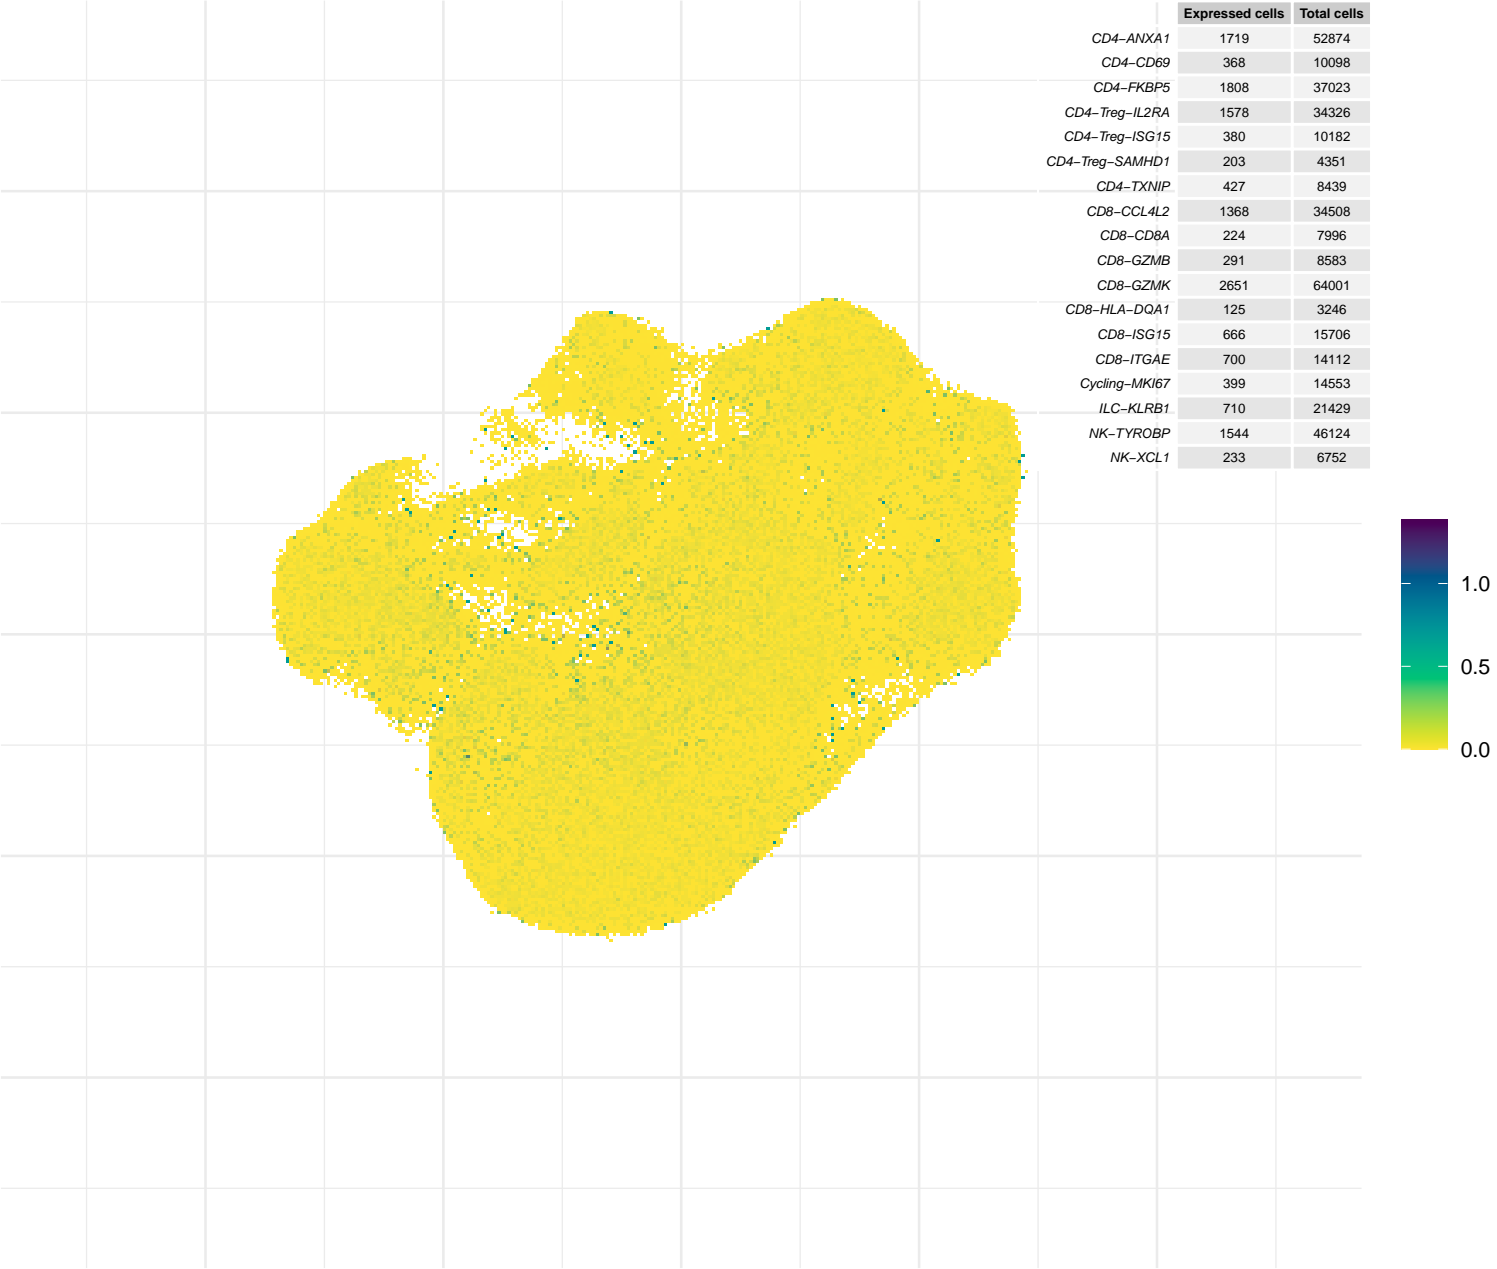 Expressed cells Total cells
CD4−ANXA1 1719 52874
CD4−CD69 368 10098
CD4−FKBP5 1808 37023
CD4−Treg−IL2RA 1578 34326
CD4−Treg−ISG15 380 10182
CD4−Treg−SAMHD1 203 4351
CD4−TXNIP 427 8439
CD8−CCL4L2 1368 34508
CD8−CD8A 224 7996
CD8−GZMB 291 8583
CD8−GZMK 2651 64001
CD8−HLA−DQA1 125 3246
CD8−ISG15 666 15706
CD8−ITGAE 700 14112
Cycling−MKI67 399 14553
ILC−KLRB1 710 21429
NK−TYROBP 1544 46124
NK−XCL1 233 6752
1.0
0.5
0.0